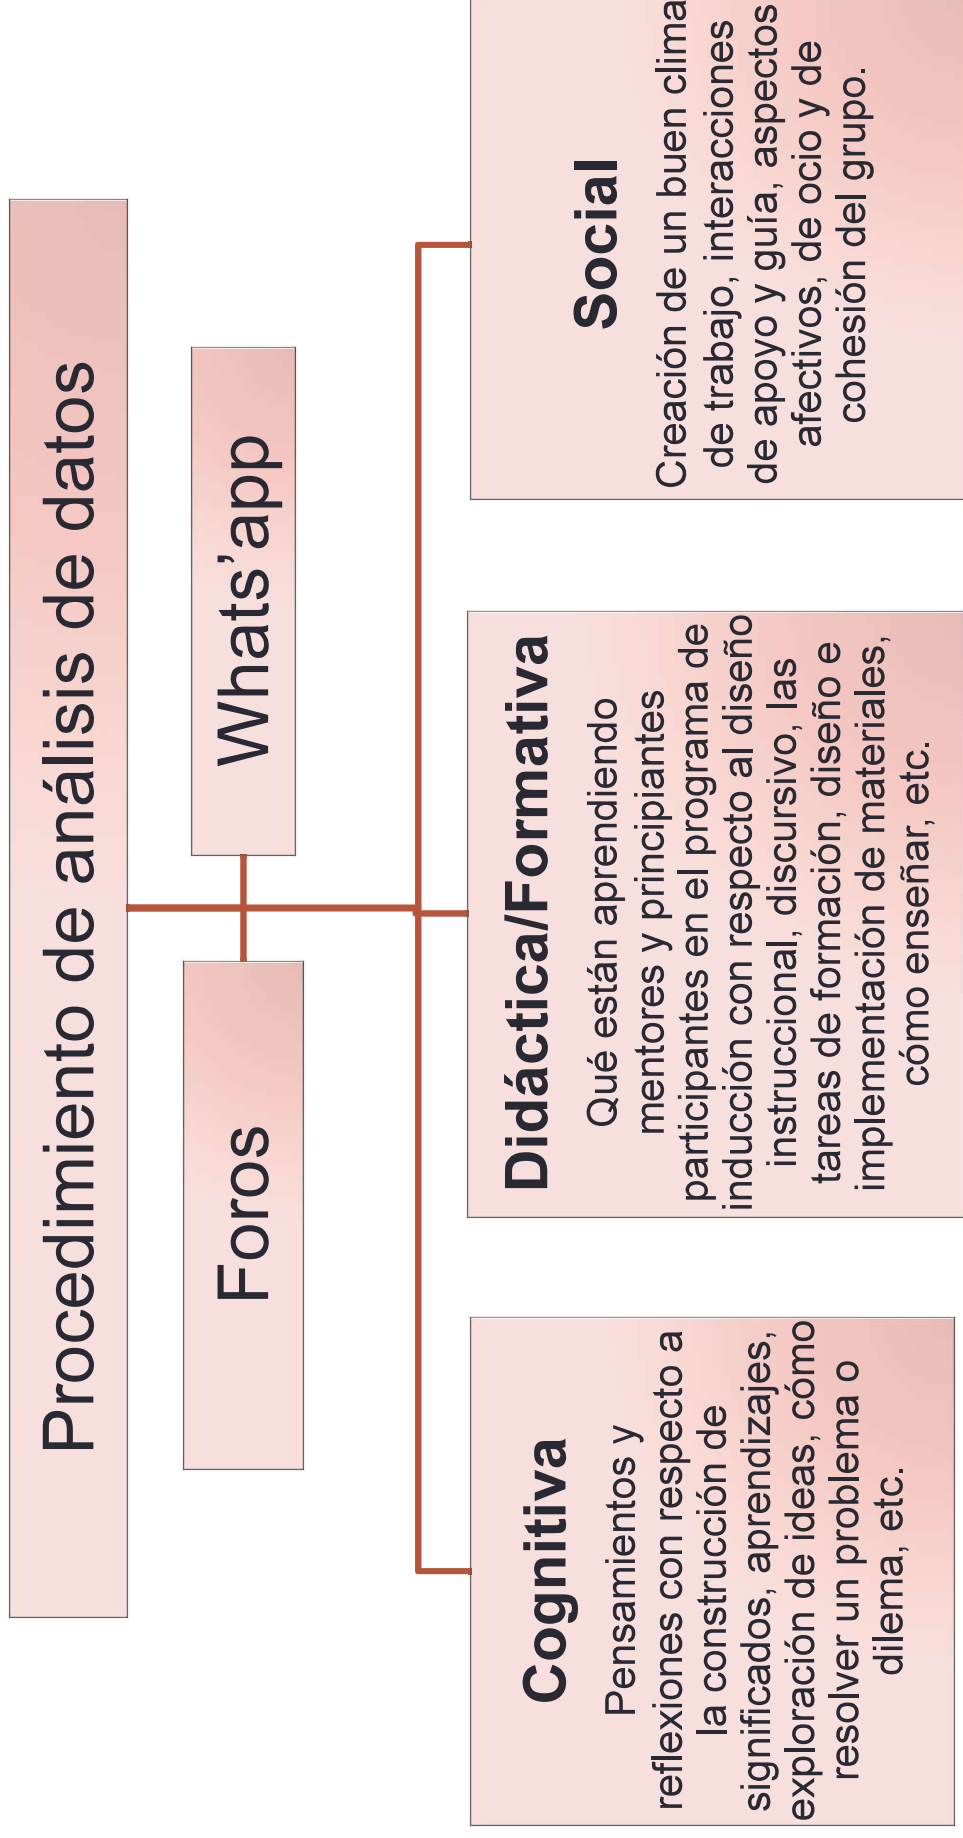 Procedimiento de análisis de datos
Foros
Whats’app
Cognitiva
Pensamientos y
reflexiones con respecto a
la construcción de
significados, aprendizajes,
exploración de ideas, cómo
resolver un problema o
dilema, etc.
Didáctica/Formativa
Qué están aprendiendo
mentores y principiantes
participantes en el programa de
inducción con respecto al diseño
instruccional, discursivo, las
tareas de formación, diseño e
implementación de materiales,
cómo enseñar, etc.
Social
Creación de un buen clima
de trabajo, interacciones
de apoyo y guía, aspectos
afectivos, de ocio y de
cohesión del grupo.